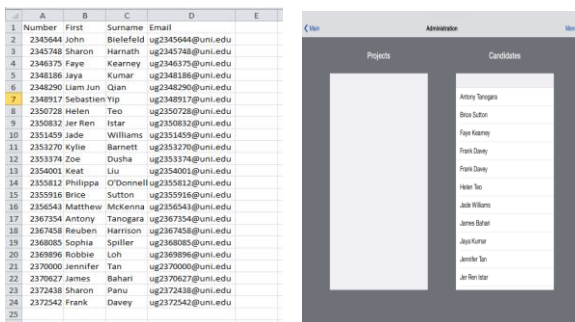 A B C D E
1 Number First Surname Email
2 2345644 John Bielefeld ug2345644@uni.edu
3 2345748 Sharon Harnath ug2345748@uni.edu
4 2346375 Faye Kearney ug2346375@uni.edu
5 2348186 Jaya Kumar ug2348186@uni.edu
6 2348290 Liam Jun Qian ug2348290@uni.edu
7 2348917 Sebastien Yip ug2348917@uni.edu
8 2350728 Helen Teo ug2350728@uni.edu
9 2350832 Jer Ren Istar ug2350832@uni.edu
10 2351459 Jade Williams ug2351459@uni.edu
11 2353270 Kylie Barnett ug2353270@uni.edu
12 2353374 Zoe Dusha ug2353374@uni.edu
13 2354001 Keat Liu ug2354001@uni.edu
14 2355812 Philippa O'Donnell ug2355812@uni.edu
15 2355916 Brice Sutton ug2355916@uni.edu
16 2356543 Matthew McKenna ug2356543@uni.edu
17 2367354 Antony Tanogara ug2367354@uni.edu
18 2367458 Reuben Harrison ug2367458@uni.edu
19 2368085 Sophia Spiller ug2368085@uni.edu
20 2369896 Robbie Loh ug2369896@uni.edu
21 2370000 Jennifer Tan ug2370000@uni.edu
22 2370627 James Bahari ug2370627@uni.edu
23 2372438 Sharon Panu ug2372438@uni.edu
24 2372542 Frank Davey ug2372542@uni.edu
25
Main Administration
Projects Candidates
Antony Tanogara
Brice Sutton
Faye Kearney
Frank Davey
Frank Davey
Helen Teo
Jade Williams
James Bahari
Jaya Kumar
Jennifer Tan
Jer Ren Istar